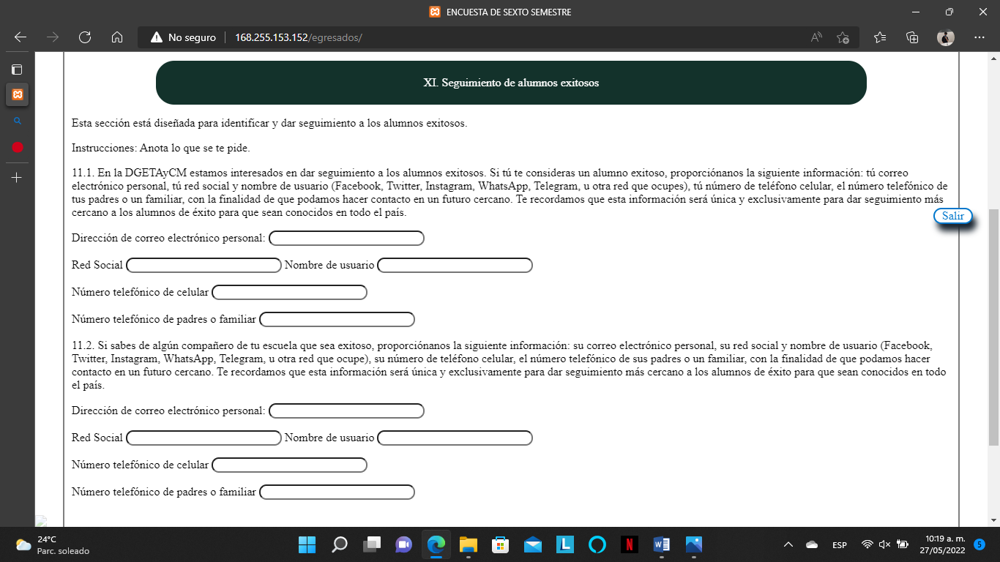 ENCUESTA DE SEXTO SEMESTRE
No seguro
168.255.153.152/egresados/
XI. Seguimiento de alumnos exitosos
Esta sección está diseñada para identificar y dar seguimiento a los alumnos exitosos.
Instrucciones: Anota lo que se te pide.
11.1. En la DGETAyCM estamos interesados en dar seguimiento a los alumnos exitosos. Si tú te consideras un alumno exitoso, proporciónanos la siguiente información: tú correo
electrónico personal, tú red social y nombre de usuario (Facebook, Twitter, Instagram, WhatsApp, Telegram, u otra red que ocupes), tú número de teléfono celular, el número telefónico de
tus padres o un familiar, con la finalidad de que podamos hacer contacto en un futuro cercano. Te recordamos que esta información será única y exclusivamente para dar seguimiento más
cercano a los alumnos de éxito para que sean conocidos en todo el país.
Salir
Dirección de correo electrónico personal:
Red Social Nombre de usuario
Número telefónico de celular
Número telefónico de padres o familiar
11.2. Si sabes de algún compañero de tu escuela que sea exitoso, proporciónanos la siguiente información: su correo electrónico personal, su red social y nombre de usuario (Facebook,
Twitter, Instagram, WhatsApp, Telegram, u otra red que ocupe), su número de teléfono celular, el número telefónico de sus padres o un familiar, con la finalidad de que podamos hacer
contacto en un futuro cercano. Te recordamos que esta información será única y exclusivamente para dar seguimiento más cercano a los alumnos de éxito para que sean conocidos en todo
el país.
Dirección de correo electrónico personal:
Red Social Nombre de usuario
Número telefónico de celular
Número telefónico de padres o familiar
24°C
Parc. soleado
ESP
10:19 a. m.
27/05/2022
5